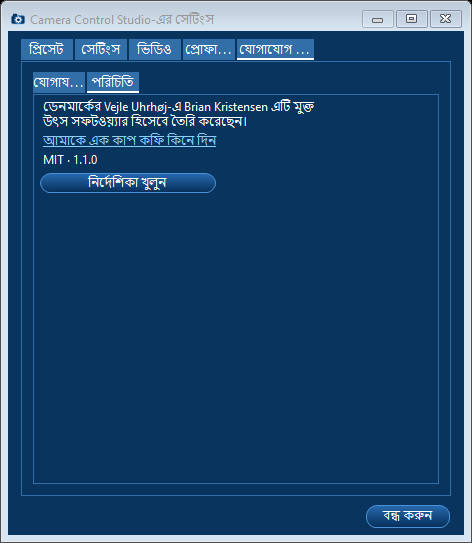 Camera Control Studio-এর সেটিংস
প্রিসেট সেটিংস ভিডিও প্রোফা... যোগাযোগ ...
যোগায... পরিচিতি
ডেনমার্কের Vejle Uhrhøj-এ Brian Kristensen এটি মুক্ত
উৎস সফটওয়্যার হিসেবে তৈরি করেছেন।
আমাকে এক কাপ কফি কিনে দিন
MIT · 1.1.0
নির্দেশিকা খুলুন
বন্ধ করুন